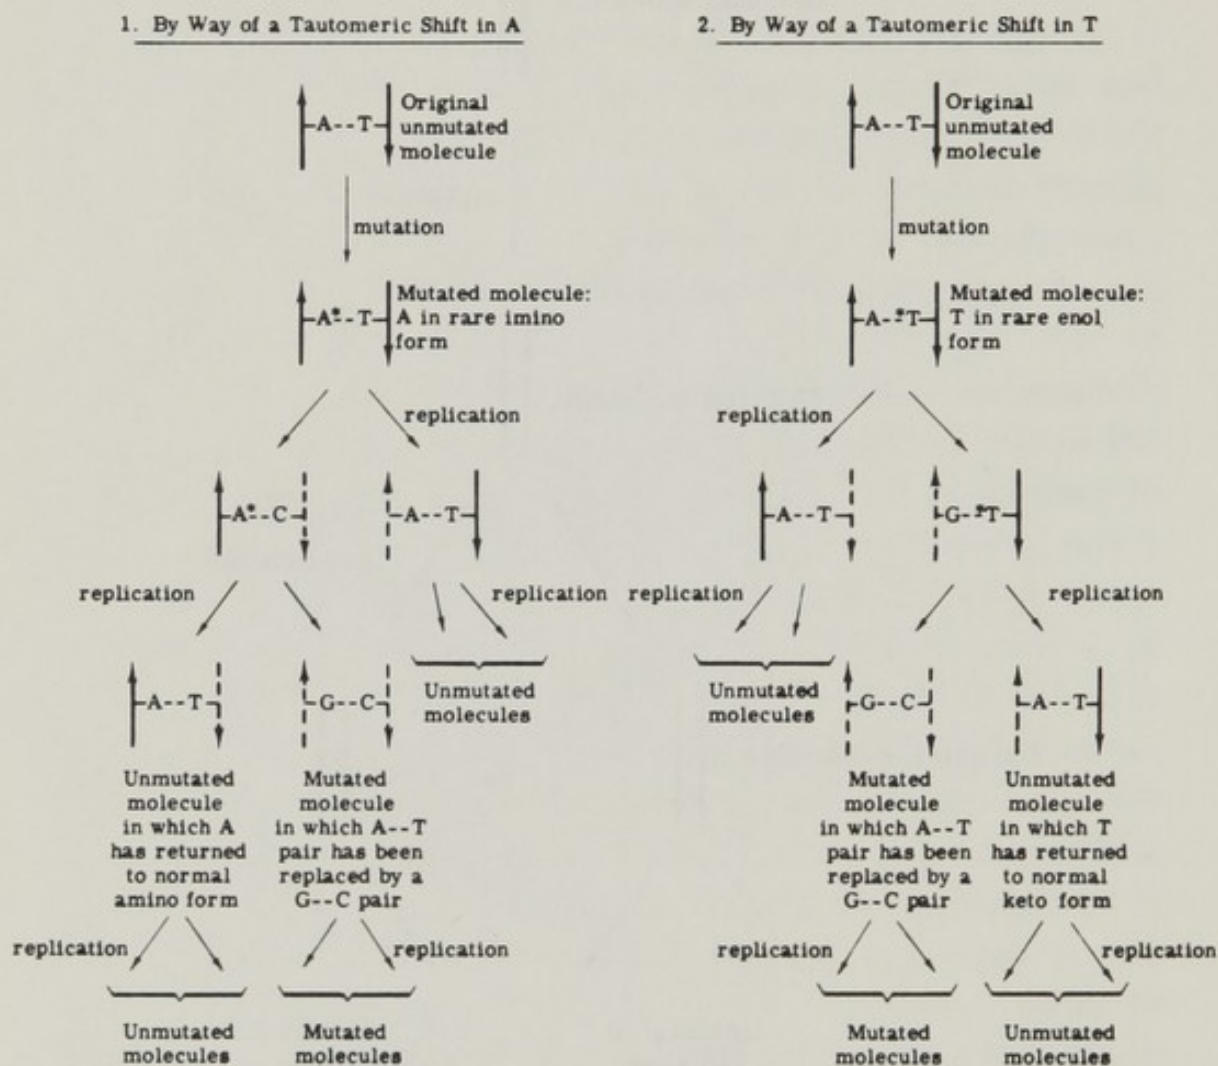 1. By Way of a Tautomeric Shift in A
A--T
Original
unmutated
molecule
mutation
A*--T
Mutated molecule:
A in rare imino
form
replication
A*--C
A--T
replication
replication
A--T
G--C
Unmutated
molecules
Unmutated
molecule
in which A
has returned
to normal
amino form
Mutated
molecule
in which A--T
pair has been
replaced by a
G--C pair
replication
replication
Unmutated
molecules
Mutated
molecules
2. By Way of a Tautomeric Shift in T
A--T
Original
unmutated
molecule
mutation
A--*T
Mutated molecule:
T in rare enol
form
replication
A--T
G--*T
replication
replication
Unmutated
molecules
G--C
A--T
Mutated
molecule
in which A--T
pair has been
replaced by a
G--C pair
Unmutated
molecule
in which T
has returned
to normal
keto form
replication
replication
Mutated
molecules
Unmutated
molecules